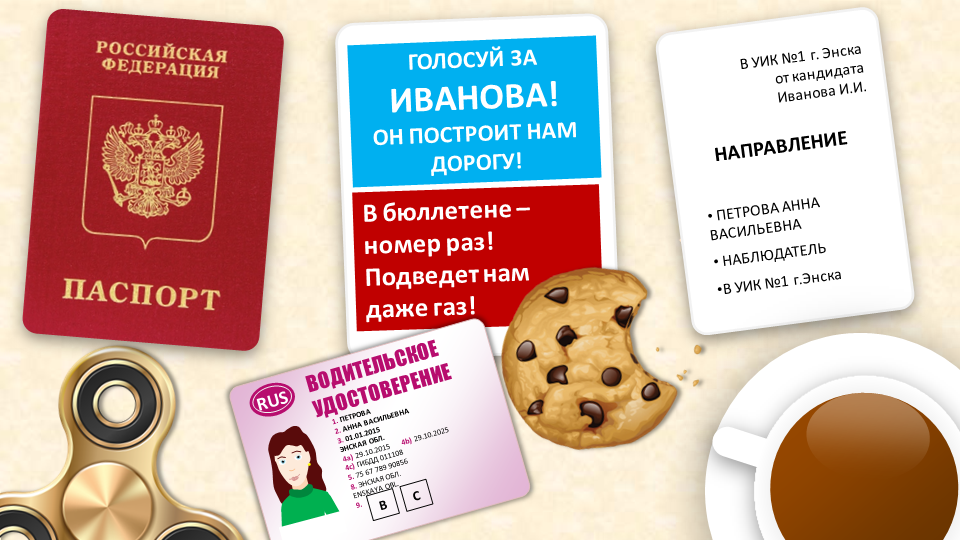 РОССИЙСКАЯ
ФЕДЕРАЦИЯ
ПАСПОРТ
ГОЛОСУЙ ЗА
ИВАНОВА!
ОН ПОСТРОИТ НАМ
ДОРОГУ!
В бюллетене –
номер раз!
Подведет нам
даже газ!
В УИК №1 г. Энска
от кандидата
Иванова И.И.
НАПРАВЛЕНИЕ
• ПЕТРОВА АННА
ВАСИЛЬЕВНА
• НАБЛЮДАТЕЛЬ
•В УИК №1 г.Энска
RUS
ВОДИТЕЛЬСКОЕ
УДОСТОВЕРЕНИЕ
1. ПЕТРОВА
2. АННА ВАСИЛЬЕВНА
3. 01.01.2015
ЭНСКАЯ ОБЛ.
4a) 29.10.2015 4b) 29.10.2025
4c) ГИБДД 011108
5. 75 67 789 90856
8. ЭНСКАЯ ОБЛ.
ENSKAYA OBL.
9. B C